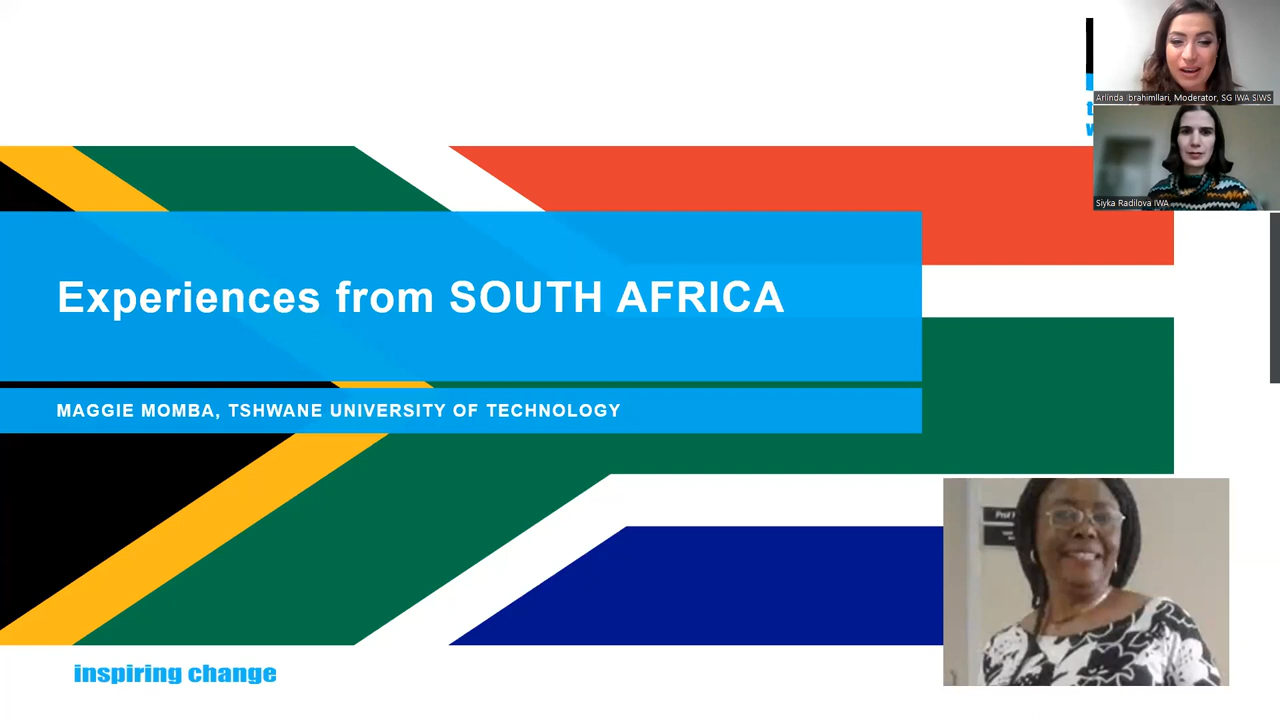 Experiences from SOUTH AFRICA
MAGGIE MOMBA, TSHWANE UNIVERSITY OF TECHNOLOGY
inspiring change
Arlinda Ibrahimllari, Moderator, SG IWA SIWS
Siyka Radilova IWA
Prof